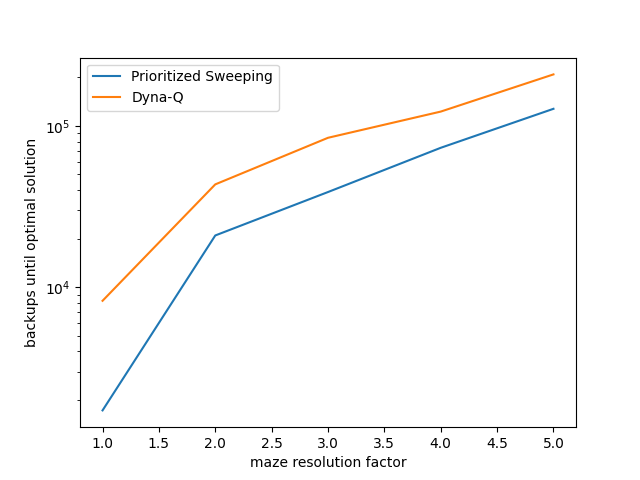 Prioritized Sweeping
Dyna-Q
backups until optimal solution
10^5
10^4
1.0 1.5 2.0 2.5 3.0 3.5 4.0 4.5 5.0
maze resolution factor